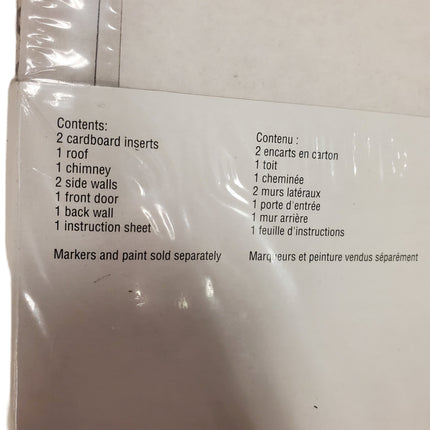 Contents:
2 cardboard inserts
1 roof
1 chimney
2 side walls
1 front door
1 back wall
1 instruction sheet
Markers and paint sold separately
Contenu :
2 encarts en carton
1 toit
1 cheminée
2 murs latéraux
1 porte d'entrée
1 mur arrière
1 feuille d'instructions
Marqueurs et peinture vendus séparément